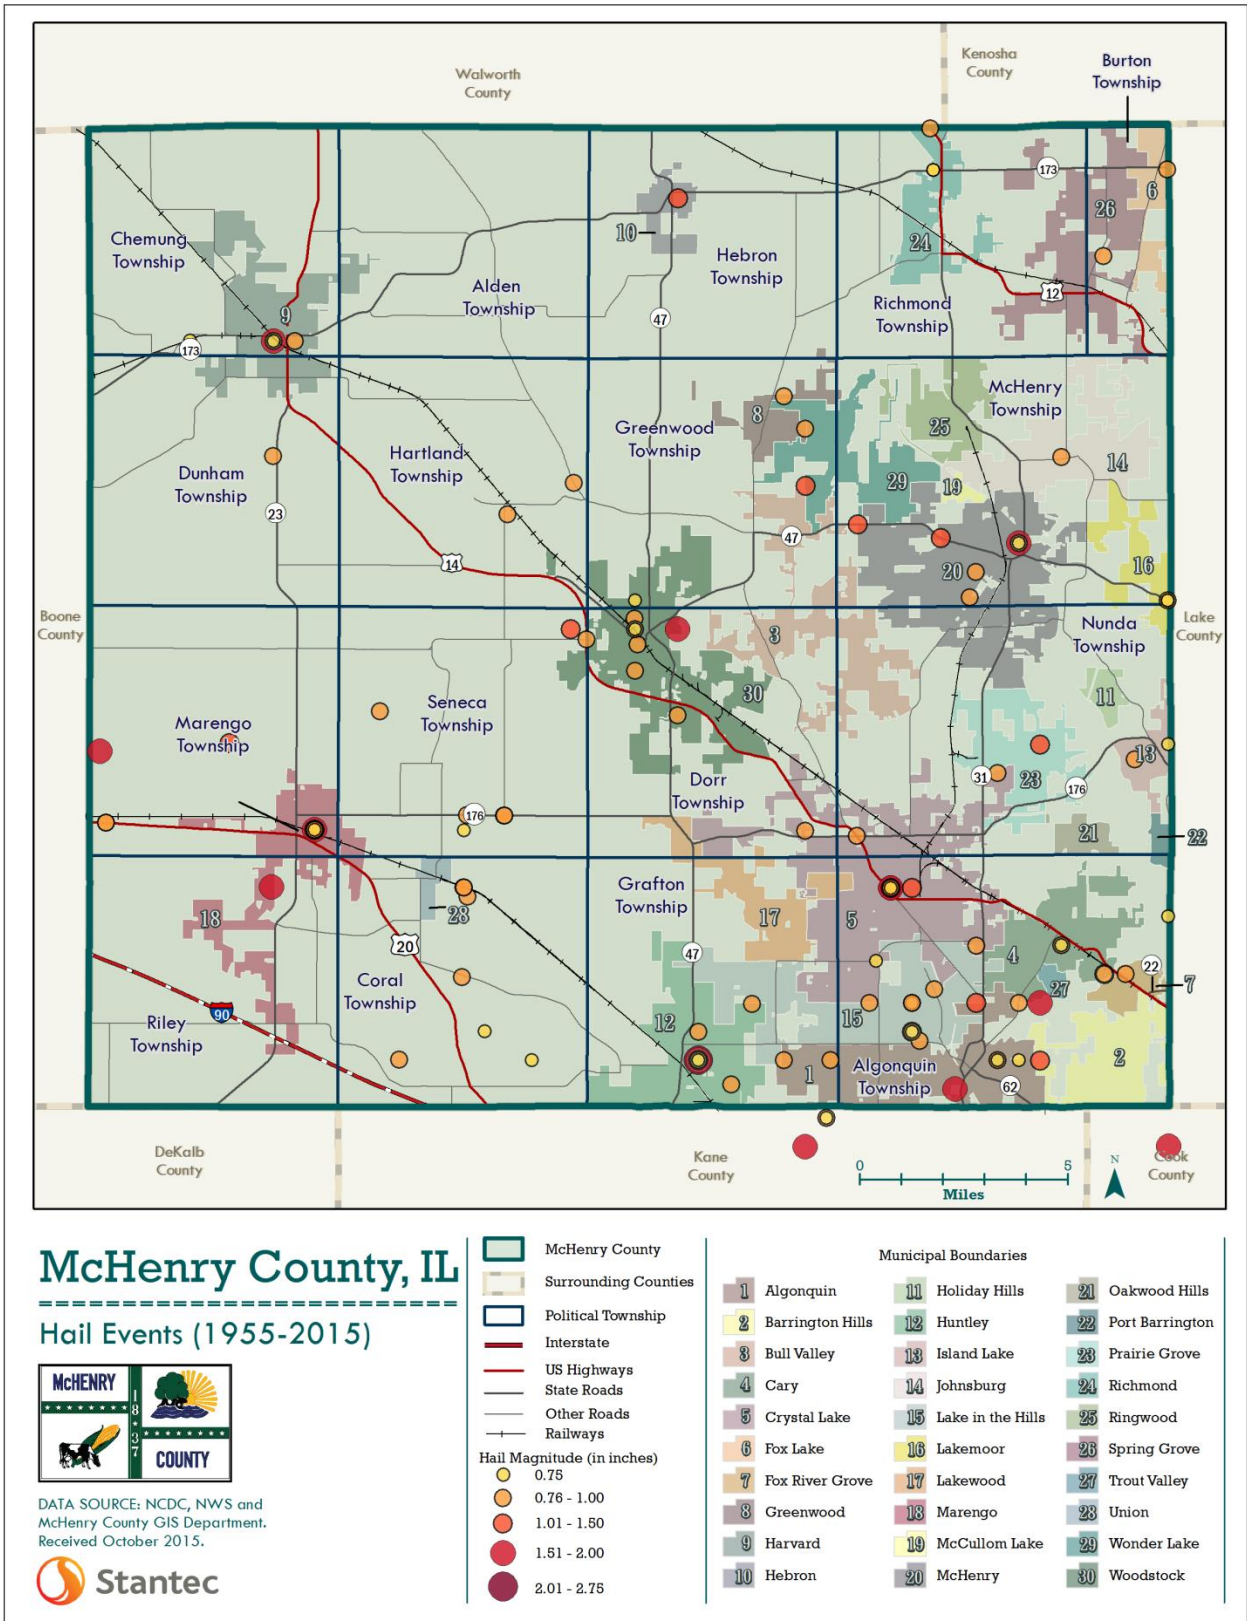 Walworth
County
Kenosha
County
Burton
Township
173
6
26
Chemung
Township
10
24
Hebron
Township
Alden
Township
12
Richmond
Township
9
47
173
McHenry
Township
8
Greenwood
Township
25
Hartland
Township
14
Dunham
Township
29
19
23
47
14
16
20
Boone
County
Lake
County
Nunda
Township
3
30
11
Seneca
Township
Marengo
Township
13
31
23
176
Dorr
Township
176
21
22
Grafton
Township
28
18
17
5
20
47
4
22
27
7
Coral
Township
90
Riley
Township
12
15
2
1
Algonquin
Township
62
DeKalb
County
Kane
County
Cook
County
0
5
Miles
N
McHenry County, IL
Hail Events (1955-2015)
McHENRY
COUNTY
18
37
DATA SOURCE: NCDC, NWS and
McHenry County GIS Department.
Received October 2015.
Stantec
McHenry County
Surrounding Counties
Political Township
Interstate
US Highways
State Roads
Other Roads
Railways
Hail Magnitude (in inches)
0.75
0.76 - 1.00
1.01 - 1.50
1.51 - 2.00
2.01 - 2.75
Municipal Boundaries
1 Algonquin
2 Barrington Hills
3 Bull Valley
4 Cary
5 Crystal Lake
6 Fox Lake
7 Fox River Grove
8 Greenwood
9 Harvard
10 Hebron
11 Holiday Hills
12 Huntley
13 Island Lake
14 Johnsburg
15 Lake in the Hills
16 Lakemoor
17 Lakewood
18 Marengo
19 McCullom Lake
20 McHenry
21 Oakwood Hills
22 Port Barrington
23 Prairie Grove
24 Richmond
25 Ringwood
26 Spring Grove
27 Trout Valley
28 Union
29 Wonder Lake
30 Woodstock